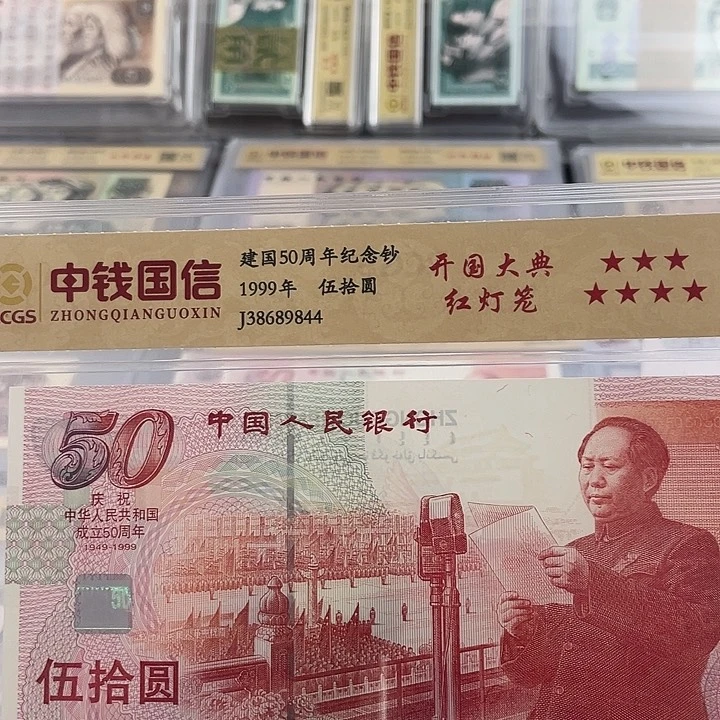 中钱国信
CGS
ZHONGQIANGUOXIN
建国50周年纪念钞
1999年 伍拾圆
J38689844
开国大典
红灯笼
★★★
★★★★
50
中国人民银行
庆祝
中华人民共和国
成立50周年
1949-1999
50
伍拾圆